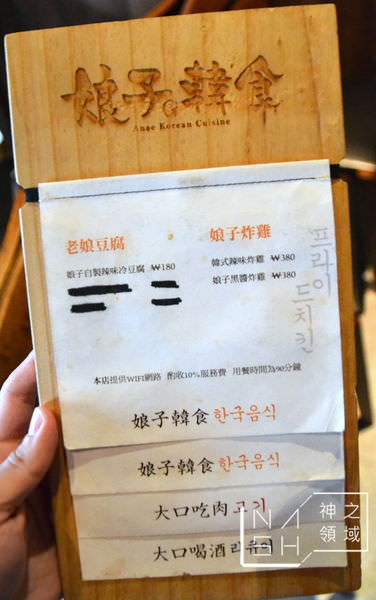 娘子韓食
Anae Korean Cuisine
老娘豆腐
娘子自製辣味冷豆腐 ₩180
娘子炸雞
韓式辣味炸雞 ₩380
娘子黑醬炸雞 ₩380
프라이드치킨
本店提供WIFI網路 酌收10%服務費 用餐時間為90分鐘
娘子韓食 한국음식
娘子韓食 한국음식
大口吃肉 고기
大口喝酒
神之領域